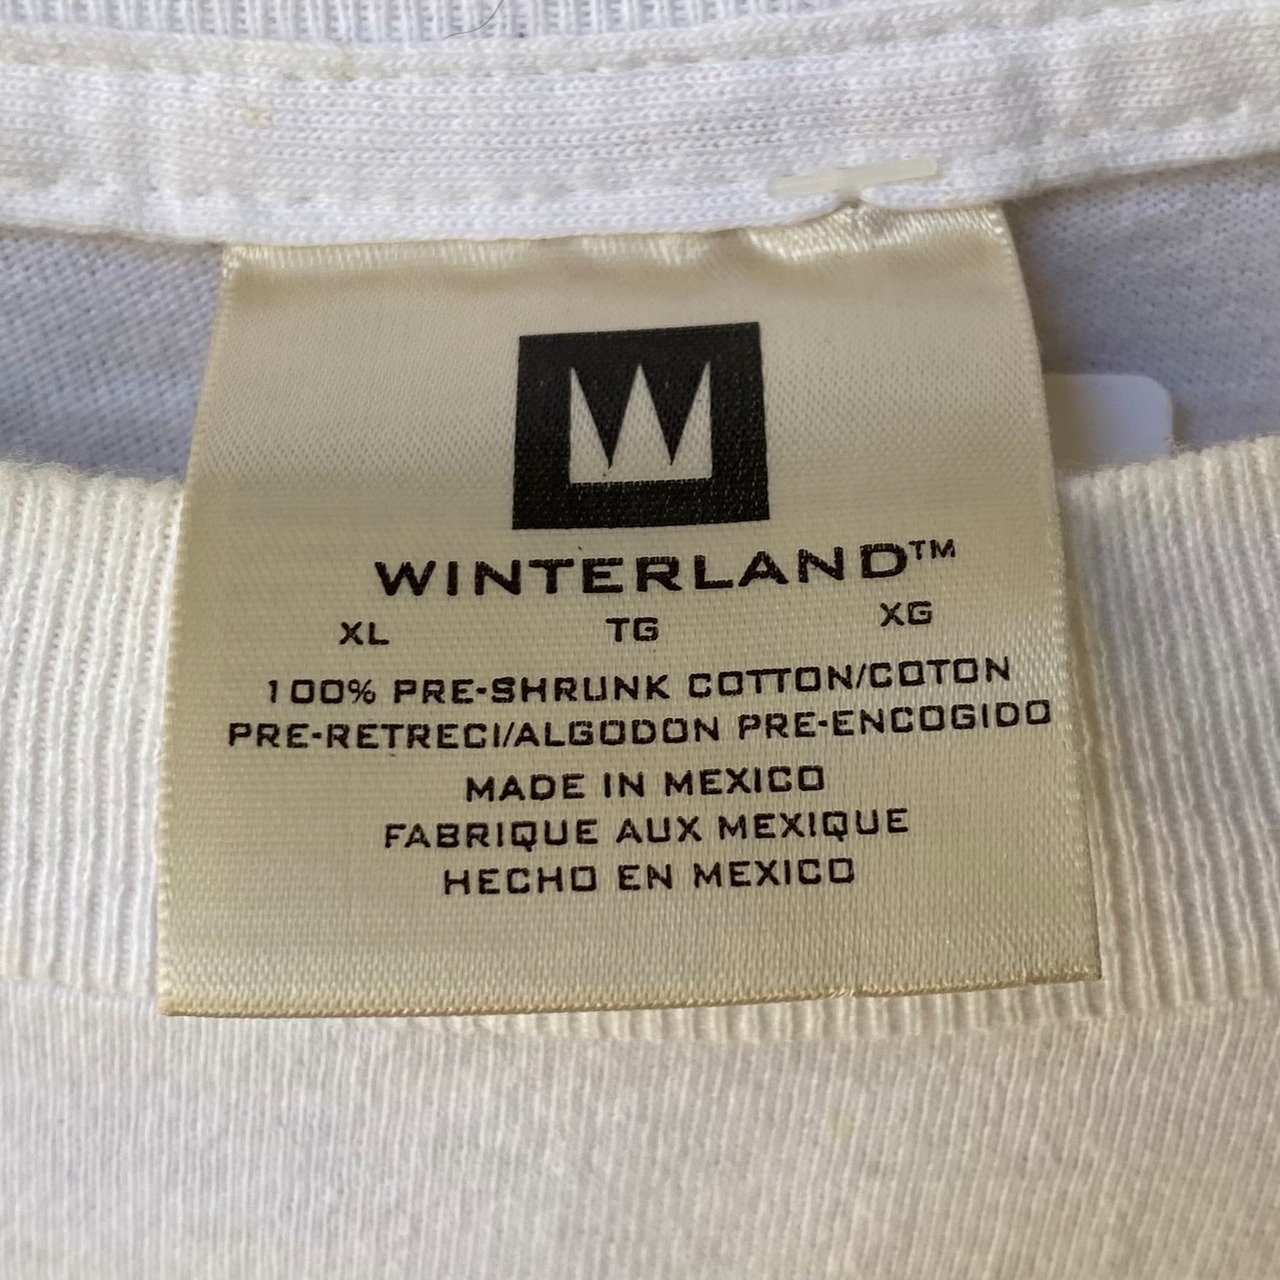 W
WINTERLAND™
XL TG XG
100% PRE-SHRUNK COTTON/COTON
PRE-RETRECI/ALGODON PRE-ENCOGIDO
MADE IN MEXICO
FABRIQUE AUX MEXIQUE
HECHO EN MEXICO